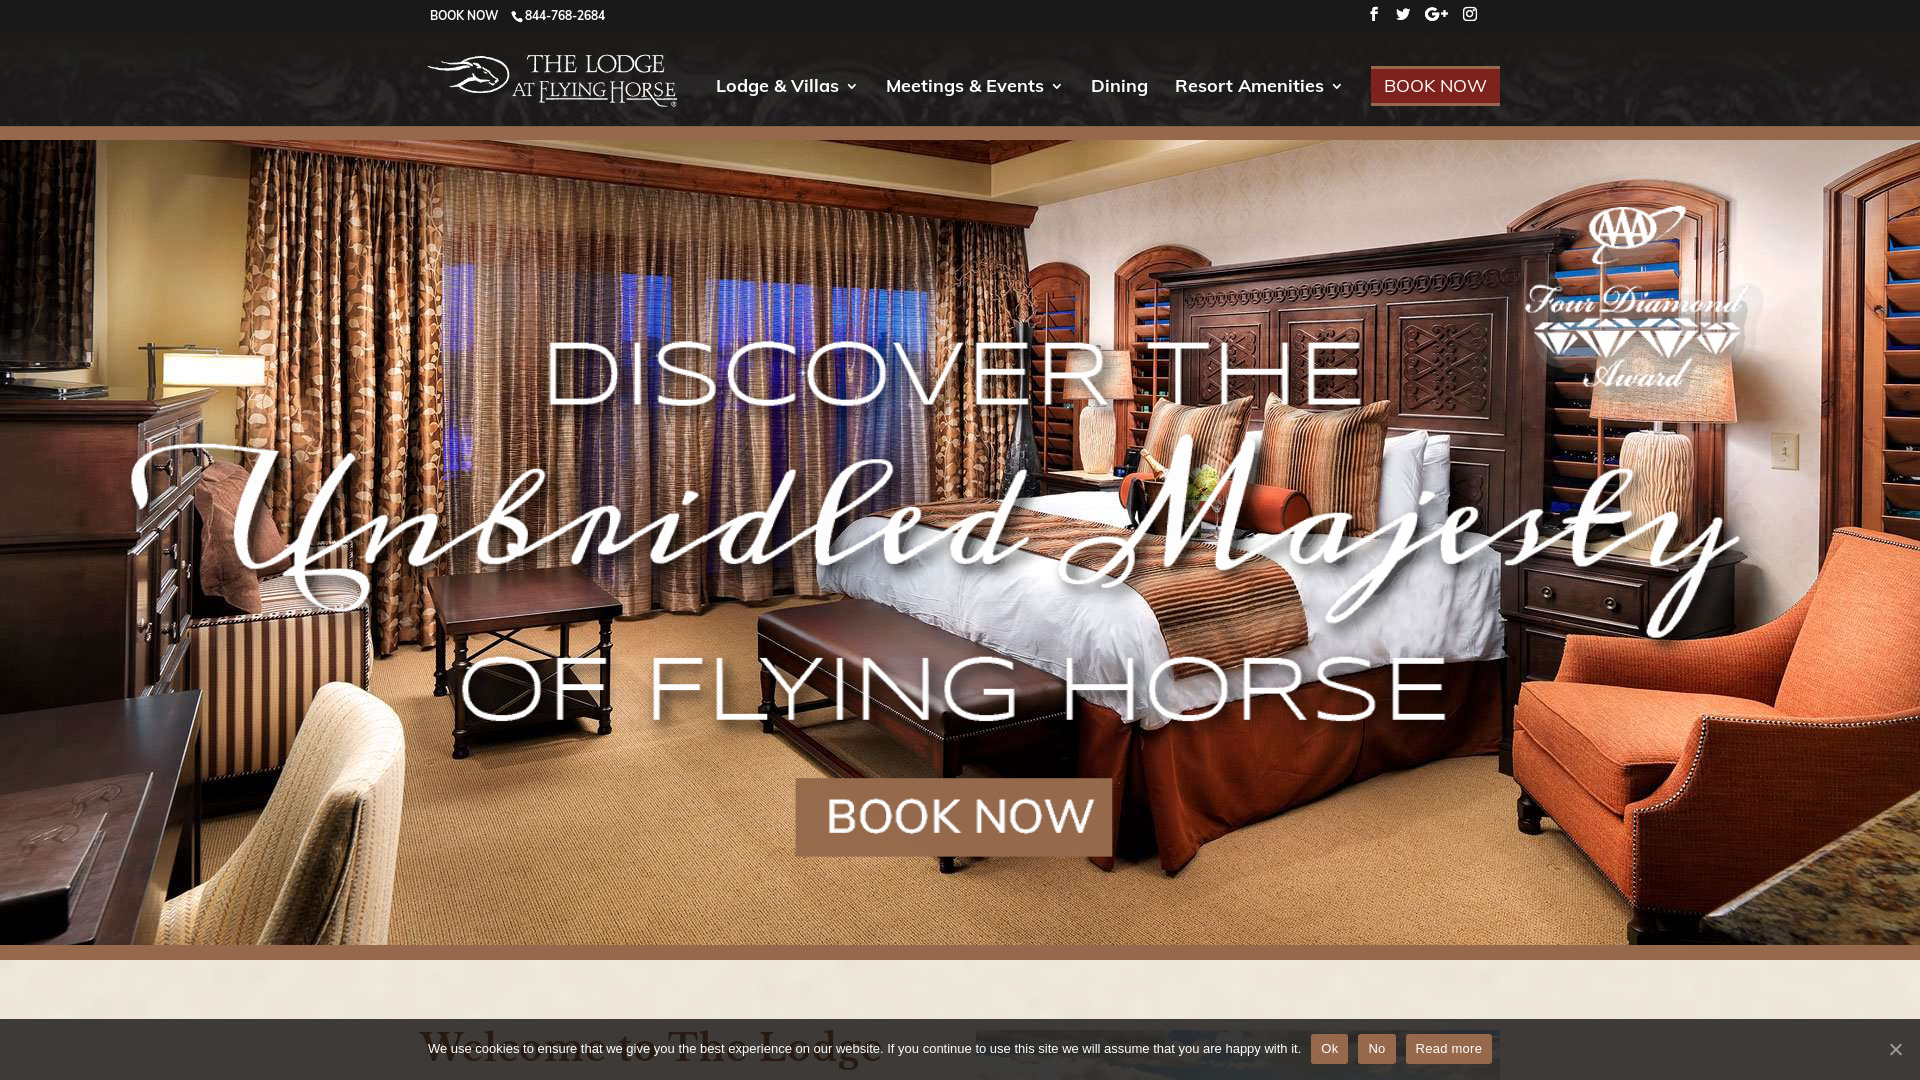 BOOK NOW 844-768-2684
THE LODGE
AT FLYING HORSE®
Lodge & Villas Meetings & Events Dining Resort Amenities BOOK NOW
AAA
Four Diamond
Award
DISCOVER THE
Unbridled Majesty
OF FLYING HORSE
BOOK NOW
Welcome to The Lodge
We use cookies to ensure that we give you the best experience on our website. If you continue to use this site we will assume that you are happy with it. Ok No Read more